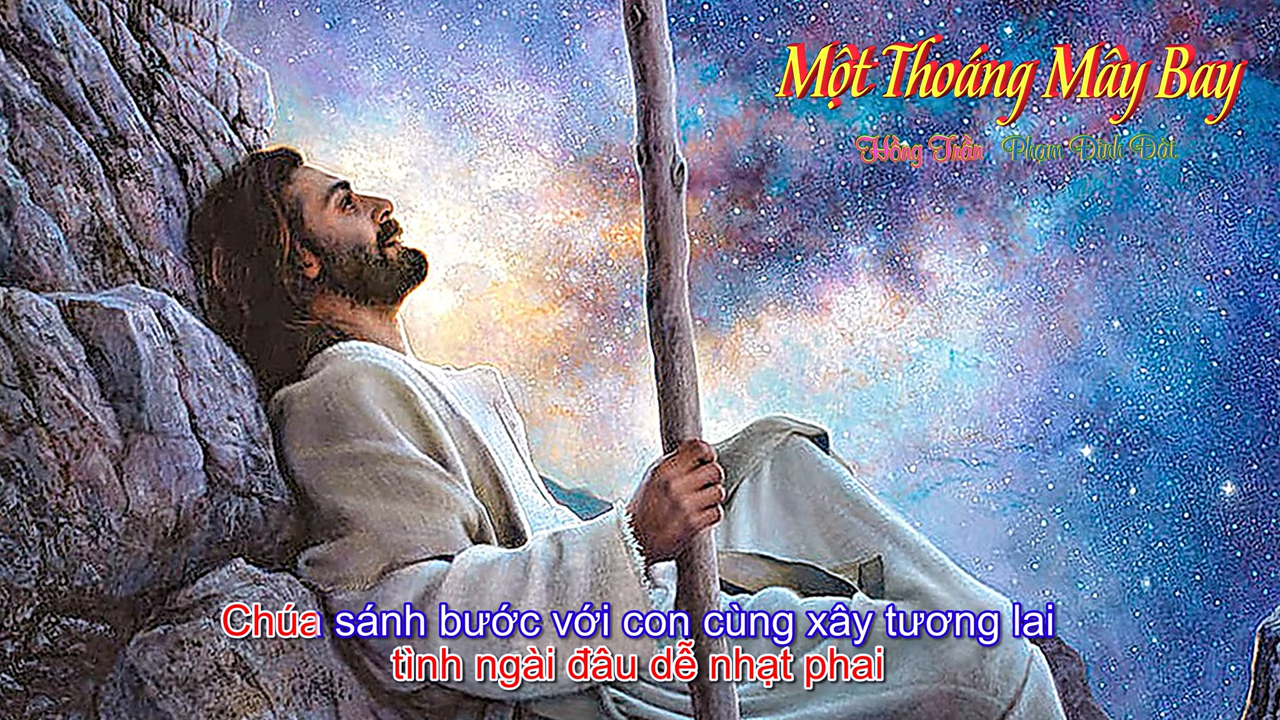 Một Thoáng Mây Bay
Hồng Trần Phạm Đình Đài
Chúa sánh bước với con cùng xây tương lai
tình ngài đâu dễ nhạt phai